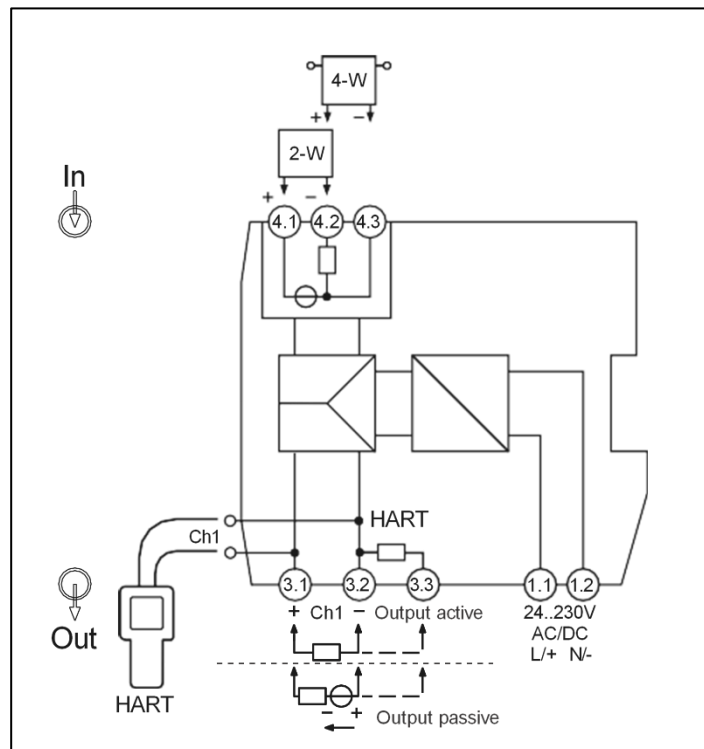 4-W
+ −
2-W
+ −
In
4.1 4.2 4.3
HART
Ch1
3.1 3.2 3.3 1.1 1.2
+ Ch1 − Output active
24..230V
AC/DC
L/+ N/-
Out
HART
− +
Output passive